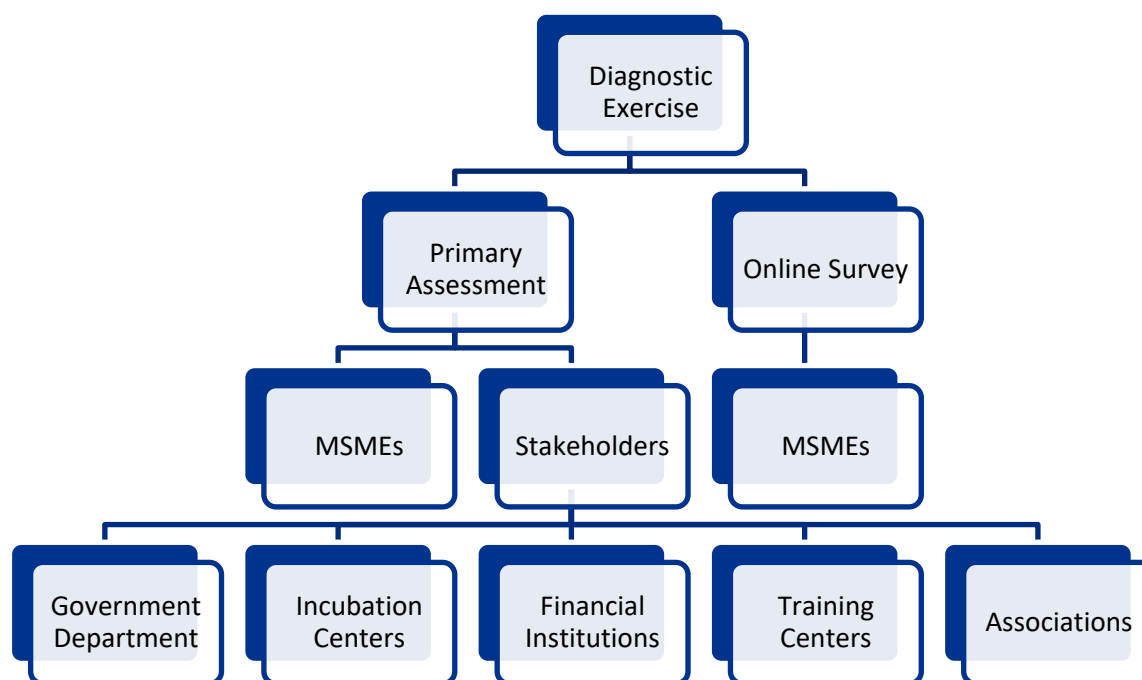 Diagnostic
Exercise
Primary
Assessment
Online Survey
MSMEs
Stakeholders
MSMEs
Government
Department
Incubation
Centers
Financial
Institutions
Training
Centers
Associations